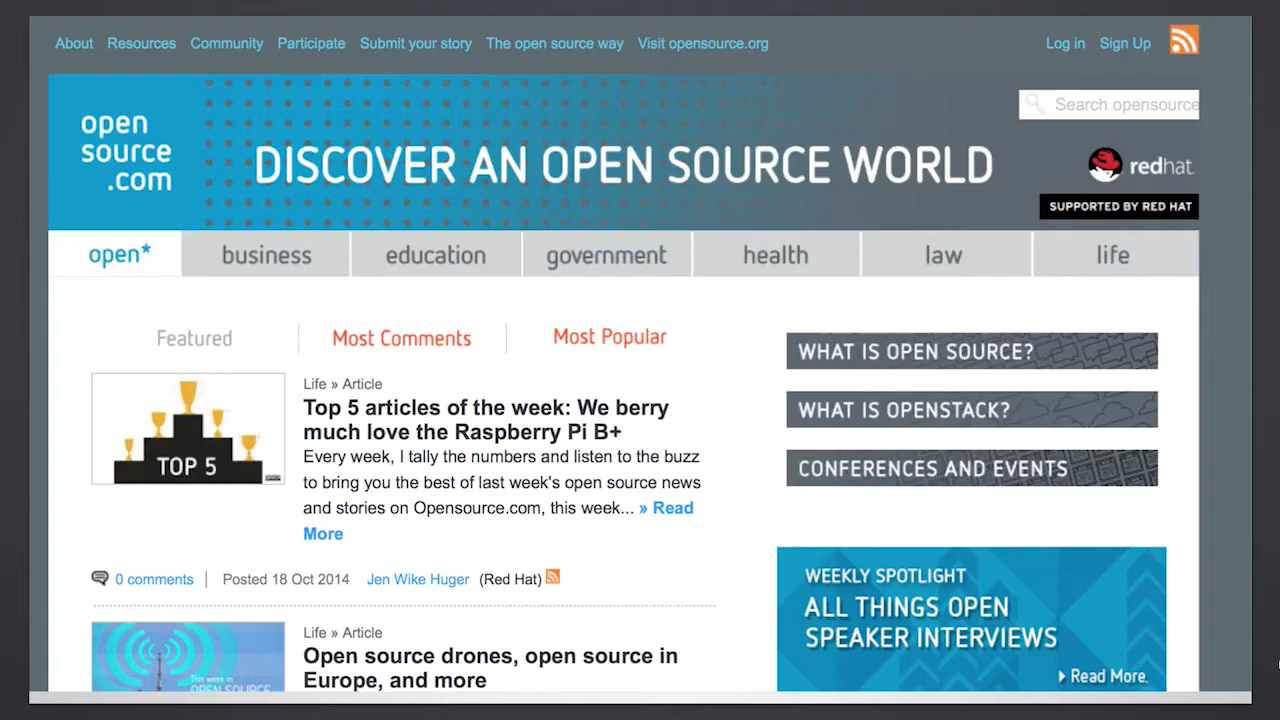 About Resources Community Participate Submit your story The open source way Visit opensource.org
Log in Sign Up
Search opensource
open
source
.com
DISCOVER AN OPEN SOURCE WORLD
redhat.
SUPPORTED BY RED HAT
open* business education government health law life
Featured Most Comments Most Popular
TOP 5
Life » Article
Top 5 articles of the week: We berry
much love the Raspberry Pi B+
Every week, I tally the numbers and listen to the buzz
to bring you the best of last week's open source news
and stories on Opensource.com, this week... » Read
More
0 comments Posted 18 Oct 2014 Jen Wike Huger (Red Hat)
This week in
OPEN SOURCE
Life » Article
Open source drones, open source in
Europe, and more
WHAT IS OPEN SOURCE?
WHAT IS OPENSTACK?
CONFERENCES AND EVENTS
WEEKLY SPOTLIGHT
ALL THINGS OPEN
SPEAKER INTERVIEWS
Read More.